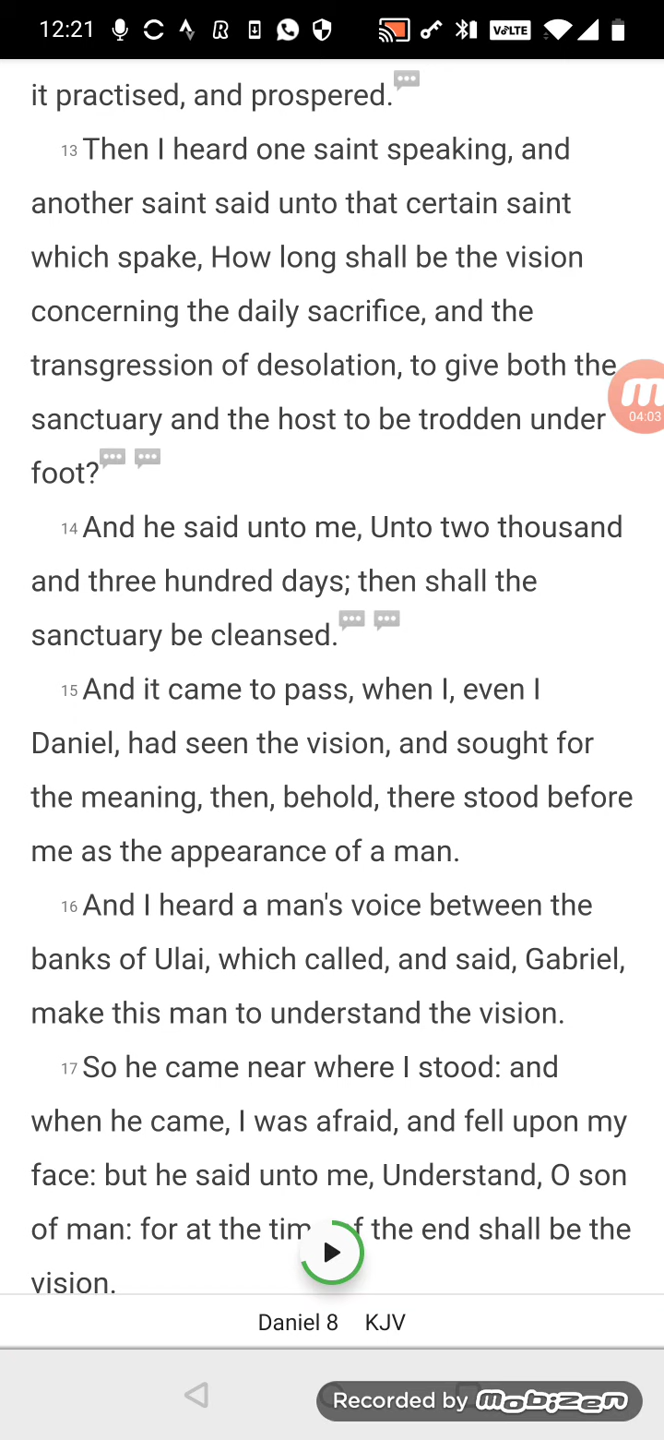 12:21 VoLTE
it practised, and prospered.
13 Then I heard one saint speaking, and
another saint said unto that certain saint
which spake, How long shall be the vision
concerning the daily sacrifice, and the
transgression of desolation, to give both the
04:03
sanctuary and the host to be trodden under
foot?
14 And he said unto me, Unto two thousand
and three hundred days; then shall the
sanctuary be cleansed.
15 And it came to pass, when I, even I
Daniel, had seen the vision, and sought for
the meaning, then, behold, there stood before
me as the appearance of a man.
16 And I heard a man's voice between the
banks of Ulai, which called, and said, Gabriel,
make this man to understand the vision.
17 So he came near where I stood: and
when he came, I was afraid, and fell upon my
face: but he said unto me, Understand, O son
of man: for at the tim f the end shall be the
vision.
Daniel 8 KJV
Recorded by mobizen